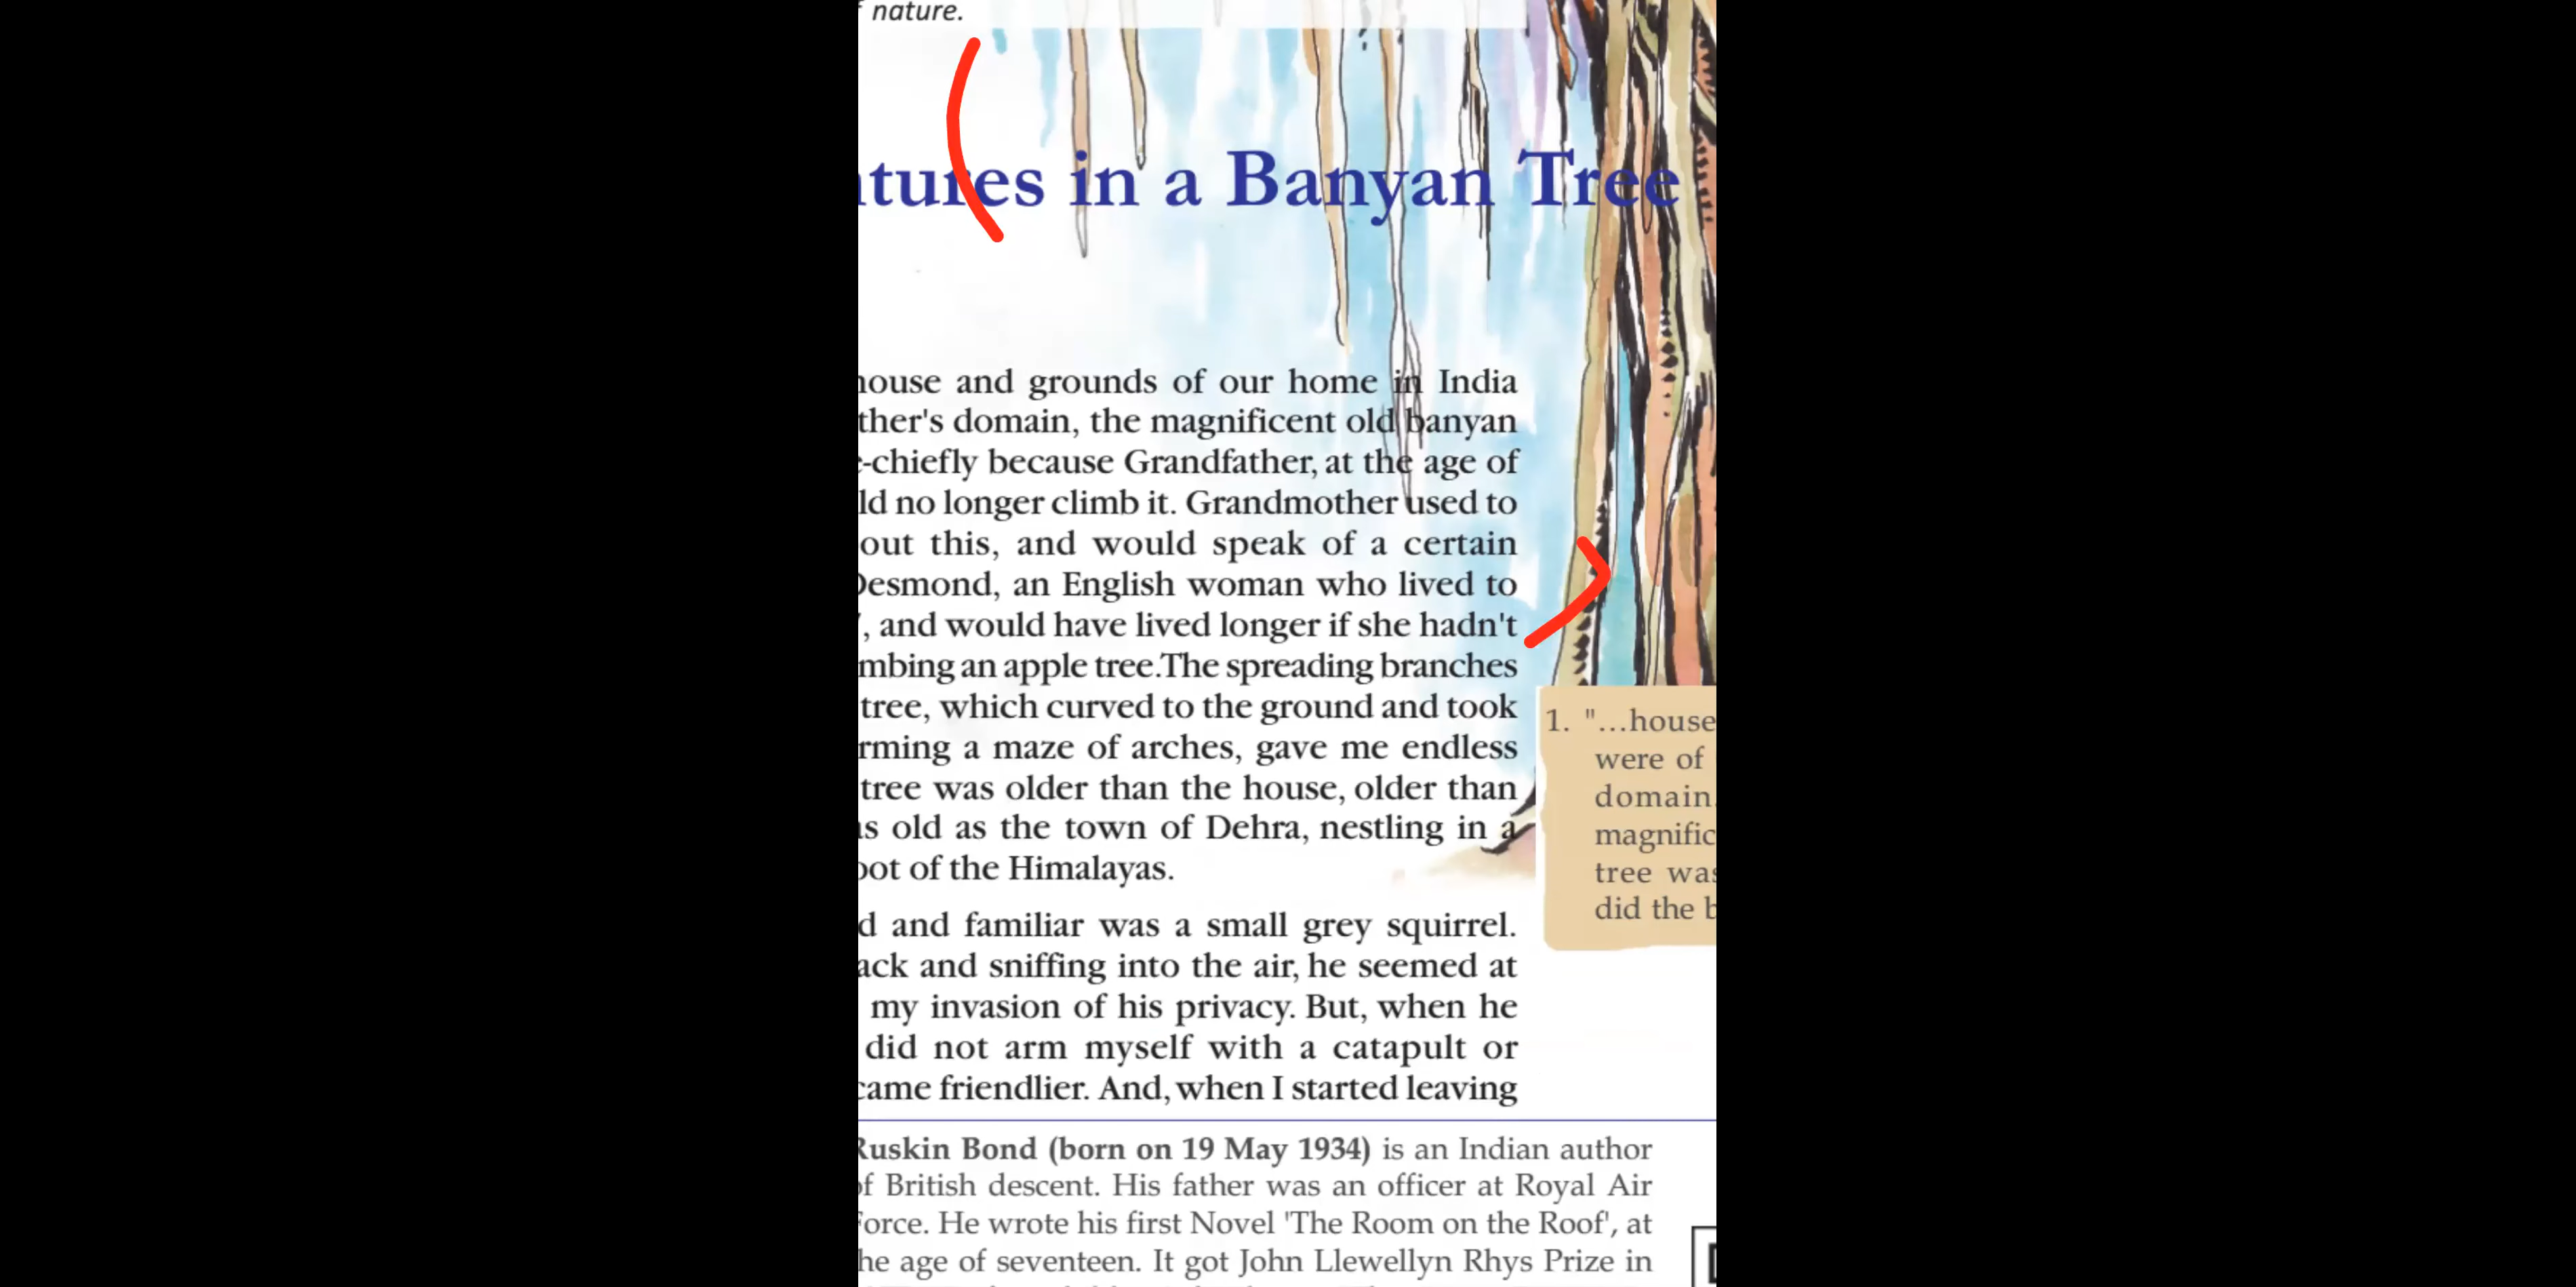 nature.
tures in a Banyan Tree
house and grounds of our home in India
ther's domain, the magnificent old banyan
-chiefly because Grandfather, at the age of
ld no longer climb it. Grandmother used to
out this, and would speak of a certain
Desmond, an English woman who lived to
, and would have lived longer if she hadn't
mbing an apple tree.The spreading branches
tree, which curved to the ground and took
rming a maze of arches, gave me endless
tree was older than the house, older than
as old as the town of Dehra, nestling in a
oot of the Himalayas.
1. "...house
were of
domain.
magnific
tree was
did the b
d and familiar was a small grey squirrel.
ack and sniffing into the air, he seemed at
my invasion of his privacy. But, when he
did not arm myself with a catapult or
came friendlier. And, when I started leaving
Ruskin Bond (born on 19 May 1934) is an Indian author
of British descent. His father was an officer at Royal Air
Force. He wrote his first Novel 'The Room on the Roof', at
he age of seventeen. It got John Llewellyn Rhys Prize in